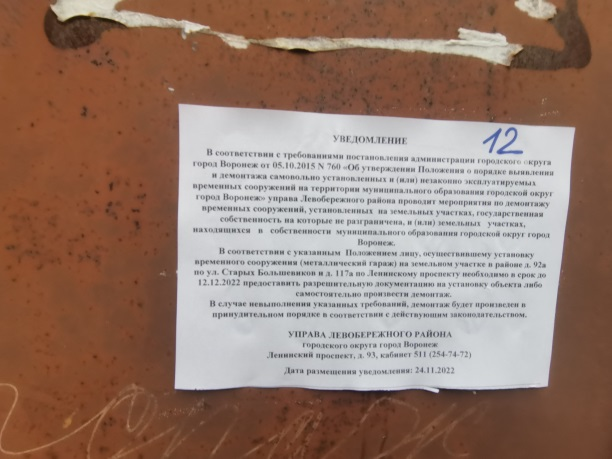 УВЕДОМЛЕНИЕ
12
В соответствии с требованиями постановления администрации городского округа
город Воронеж от 05.10.2015 N 760 «Об утверждении Положения о порядке выявления
и демонтажа самовольно установленных и (или) незаконно эксплуатируемых
временных сооружений на территории муниципального образования городской округ
город Воронеж» управа Левобережного района проводит мероприятия по демонтажу
временных сооружений, установленных на земельных участках, государственная
собственность на которые не разграничена, и (или) земельных участках,
находящихся в собственности муниципального образования городской округ город
Воронеж.
В соответствии с указанным Положением лицу, осуществившему установку
временного сооружения (металлический гараж) на земельном участке в районе д. 92а
по ул. Старых Большевиков и д. 117а по Ленинскому проспекту необходимо в срок до
12.12.2022 предоставить разрешительную документацию на установку объекта либо
самостоятельно произвести демонтаж.
В случае невыполнения указанных требований, демонтаж будет произведен в
принудительном порядке в соответствии с действующим законодательством.
УПРАВА ЛЕВОБЕРЕЖНОГО РАЙОНА
городского округа город Воронеж
Ленинский проспект, д. 93, кабинет 511 (254-74-72)
Дата размещения уведомления: 24.11.2022